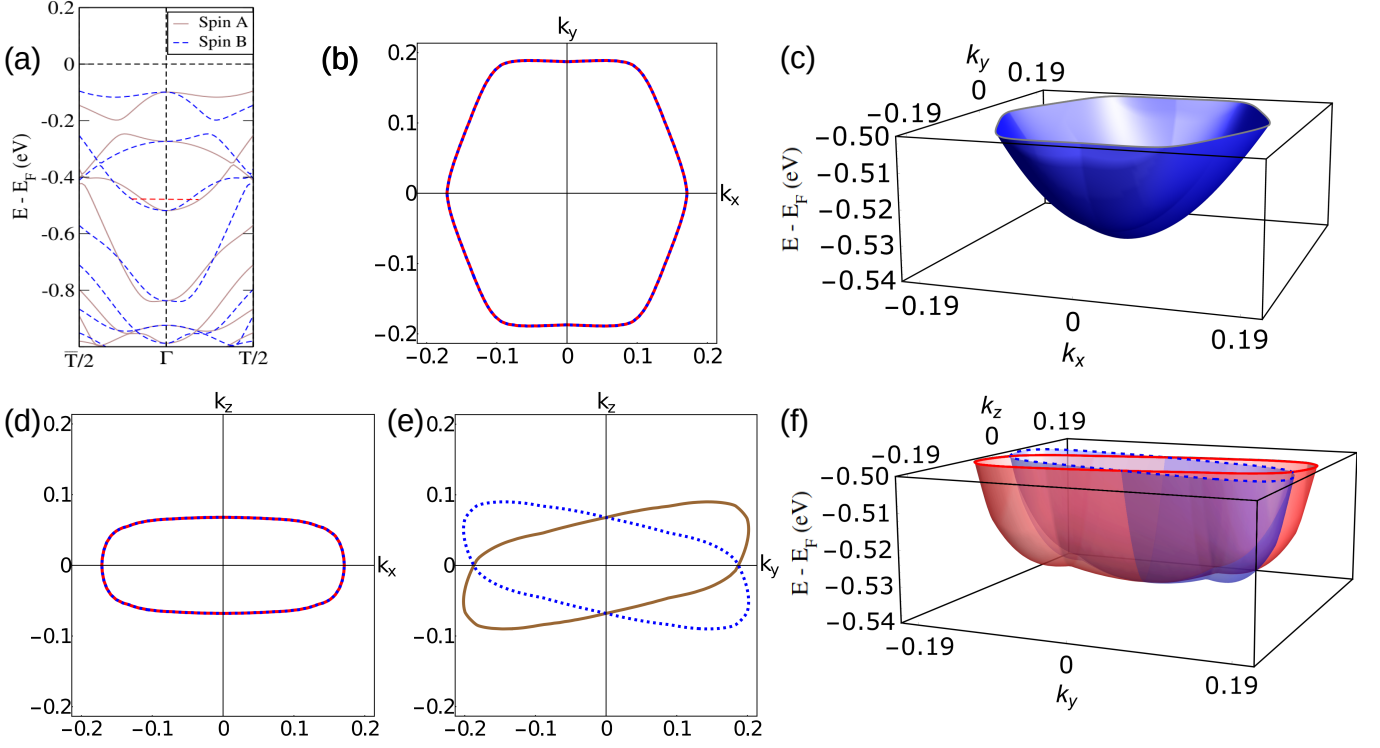 (a)
0.2
0
-0.2
-0.4
-0.6
-0.8
E - E_F (eV)
Spin A
Spin B
T̅/2
Γ
T/2
(b)
k_y
0.2
0.1
0
-0.1
-0.2
k_x
-0.2
-0.1
0
0.1
0.2
(c)
k_y
0.19
0
-0.19
-0.50
-0.51
-0.52
-0.53
-0.54
E - E_F (eV)
-0.19
0
0.19
k_x
(d)
k_z
0.2
0.1
0
-0.1
-0.2
k_x
-0.2
-0.1
0
0.1
0.2
(e)
k_z
0.2
0.1
0
-0.1
-0.2
k_y
-0.2
-0.1
0
0.1
0.2
(f)
k_z
0.19
0
-0.19
-0.50
-0.51
-0.52
-0.53
-0.54
E - E_F (eV)
-0.19
0
0.19
k_y